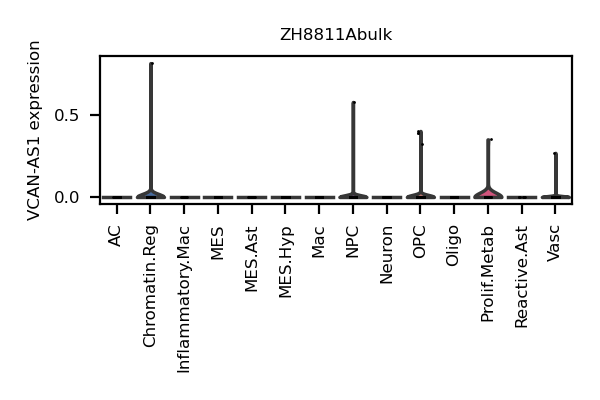 ZH8811Abulk
VCAN-AS1 expression
0.5
0.0
AC
Chromatin.Reg
Inflammatory.Mac
MES
MES.Ast
MES.Hyp
Mac
NPC
Neuron
OPC
Oligo
Prolif.Metab
Reactive.Ast
Vasc